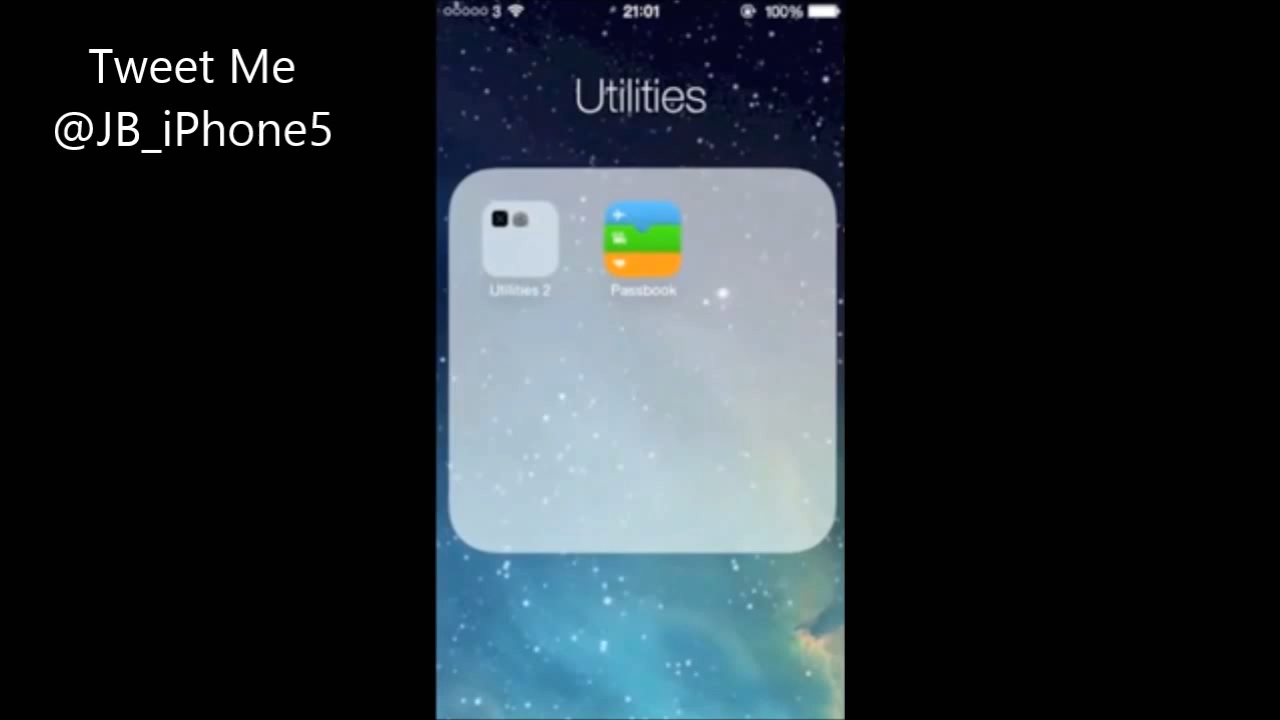 Tweet Me
@JB_iPhone5
3 21:01 100%
Utilities
Utilities 2 Passbook